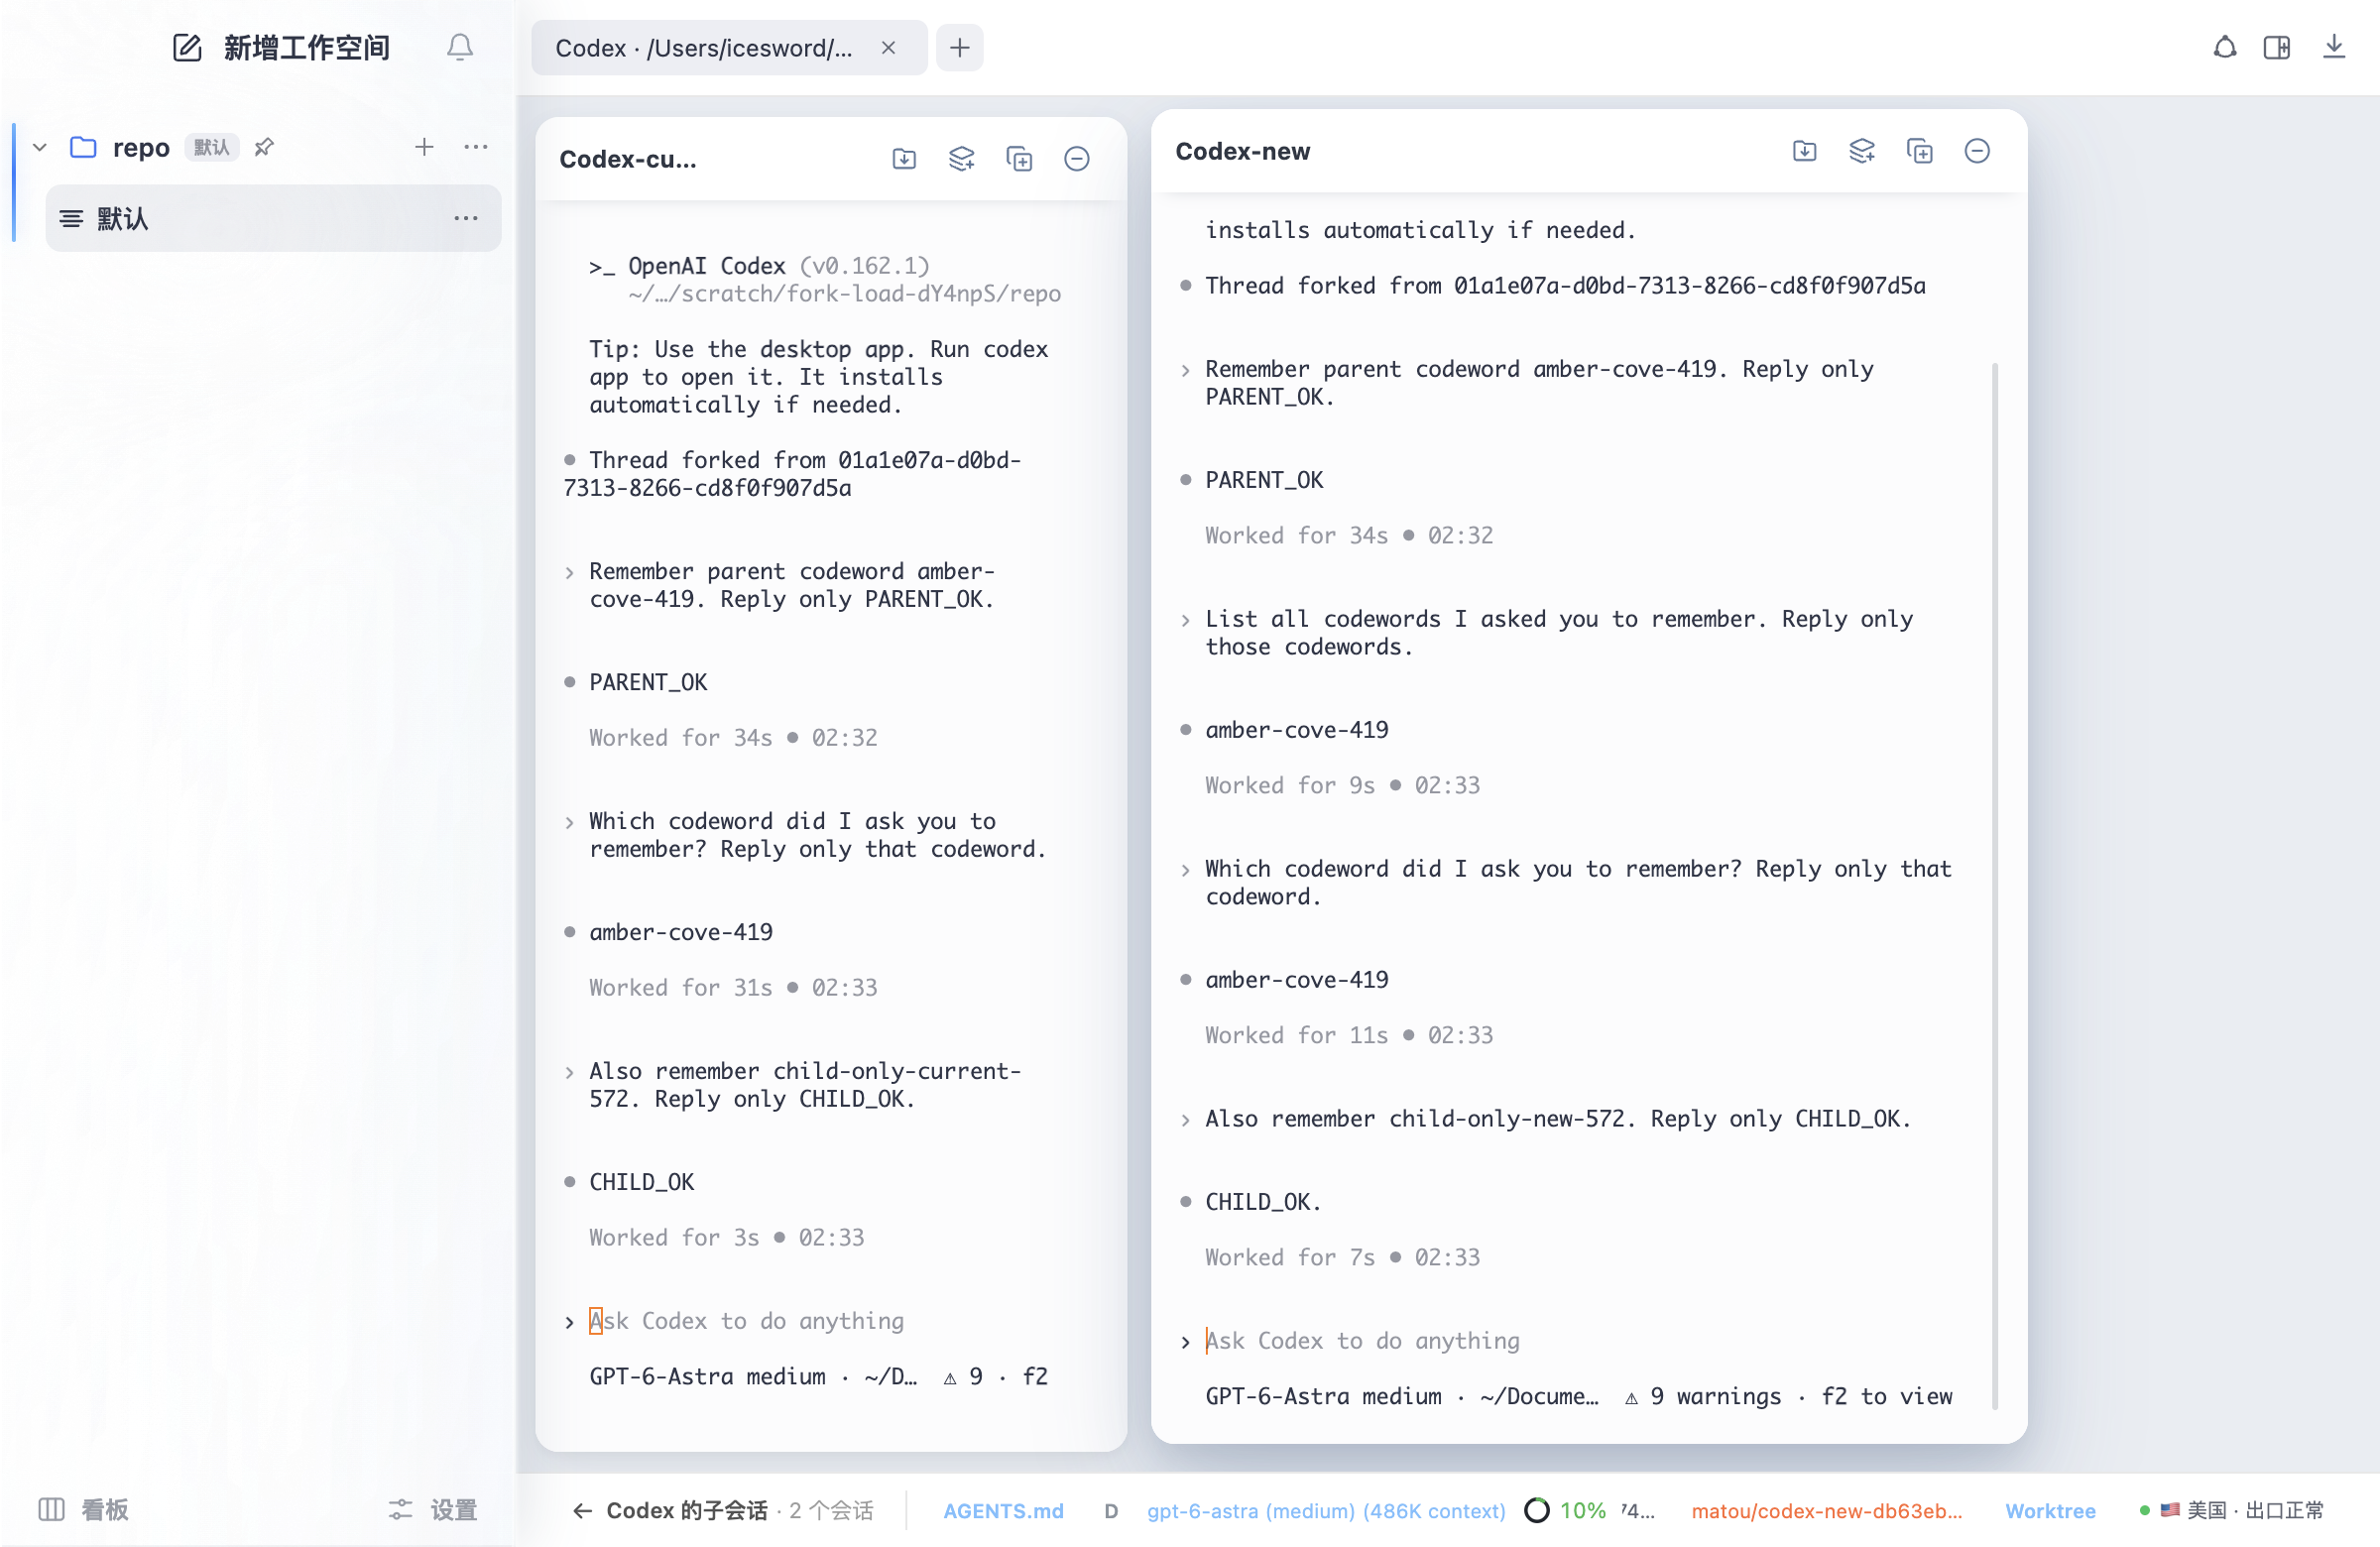 新增工作空间
Codex · /Users/icesword/...
repo 默认
默认
Codex-cu...
>_ OpenAI Codex (v0.162.1)
~/…/scratch/fork-load-dY4npS/repo
Tip: Use the desktop app. Run codex
app to open it. It installs
automatically if needed.
Thread forked from 01a1e07a-d0bd-
7313-8266-cd8f0f907d5a
› Remember parent codeword amber-
cove-419. Reply only PARENT_OK.
PARENT_OK
Worked for 34s • 02:32
› Which codeword did I ask you to
remember? Reply only that codeword.
amber-cove-419
Worked for 31s • 02:33
› Also remember child-only-current-
572. Reply only CHILD_OK.
CHILD_OK
Worked for 3s • 02:33
› Ask Codex to do anything
GPT-6-Astra medium · ~/D… ⚠ 9 · f2
Codex-new
installs automatically if needed.
Thread forked from 01a1e07a-d0bd-7313-8266-cd8f0f907d5a
› Remember parent codeword amber-cove-419. Reply only
PARENT_OK.
PARENT_OK
Worked for 34s • 02:32
› List all codewords I asked you to remember. Reply only
those codewords.
amber-cove-419
Worked for 9s • 02:33
› Which codeword did I ask you to remember? Reply only that
codeword.
amber-cove-419
Worked for 11s • 02:33
› Also remember child-only-new-572. Reply only CHILD_OK.
CHILD_OK.
Worked for 7s • 02:33
› Ask Codex to do anything
GPT-6-Astra medium · ~/Docume… ⚠ 9 warnings · f2 to view
看板
设置
← Codex 的子会话 · 2 个会话
AGENTS.md
D
gpt-6-astra (medium) (486K context)
10%
74...
matou/codex-new-db63eb...
Worktree
美国 · 出口正常